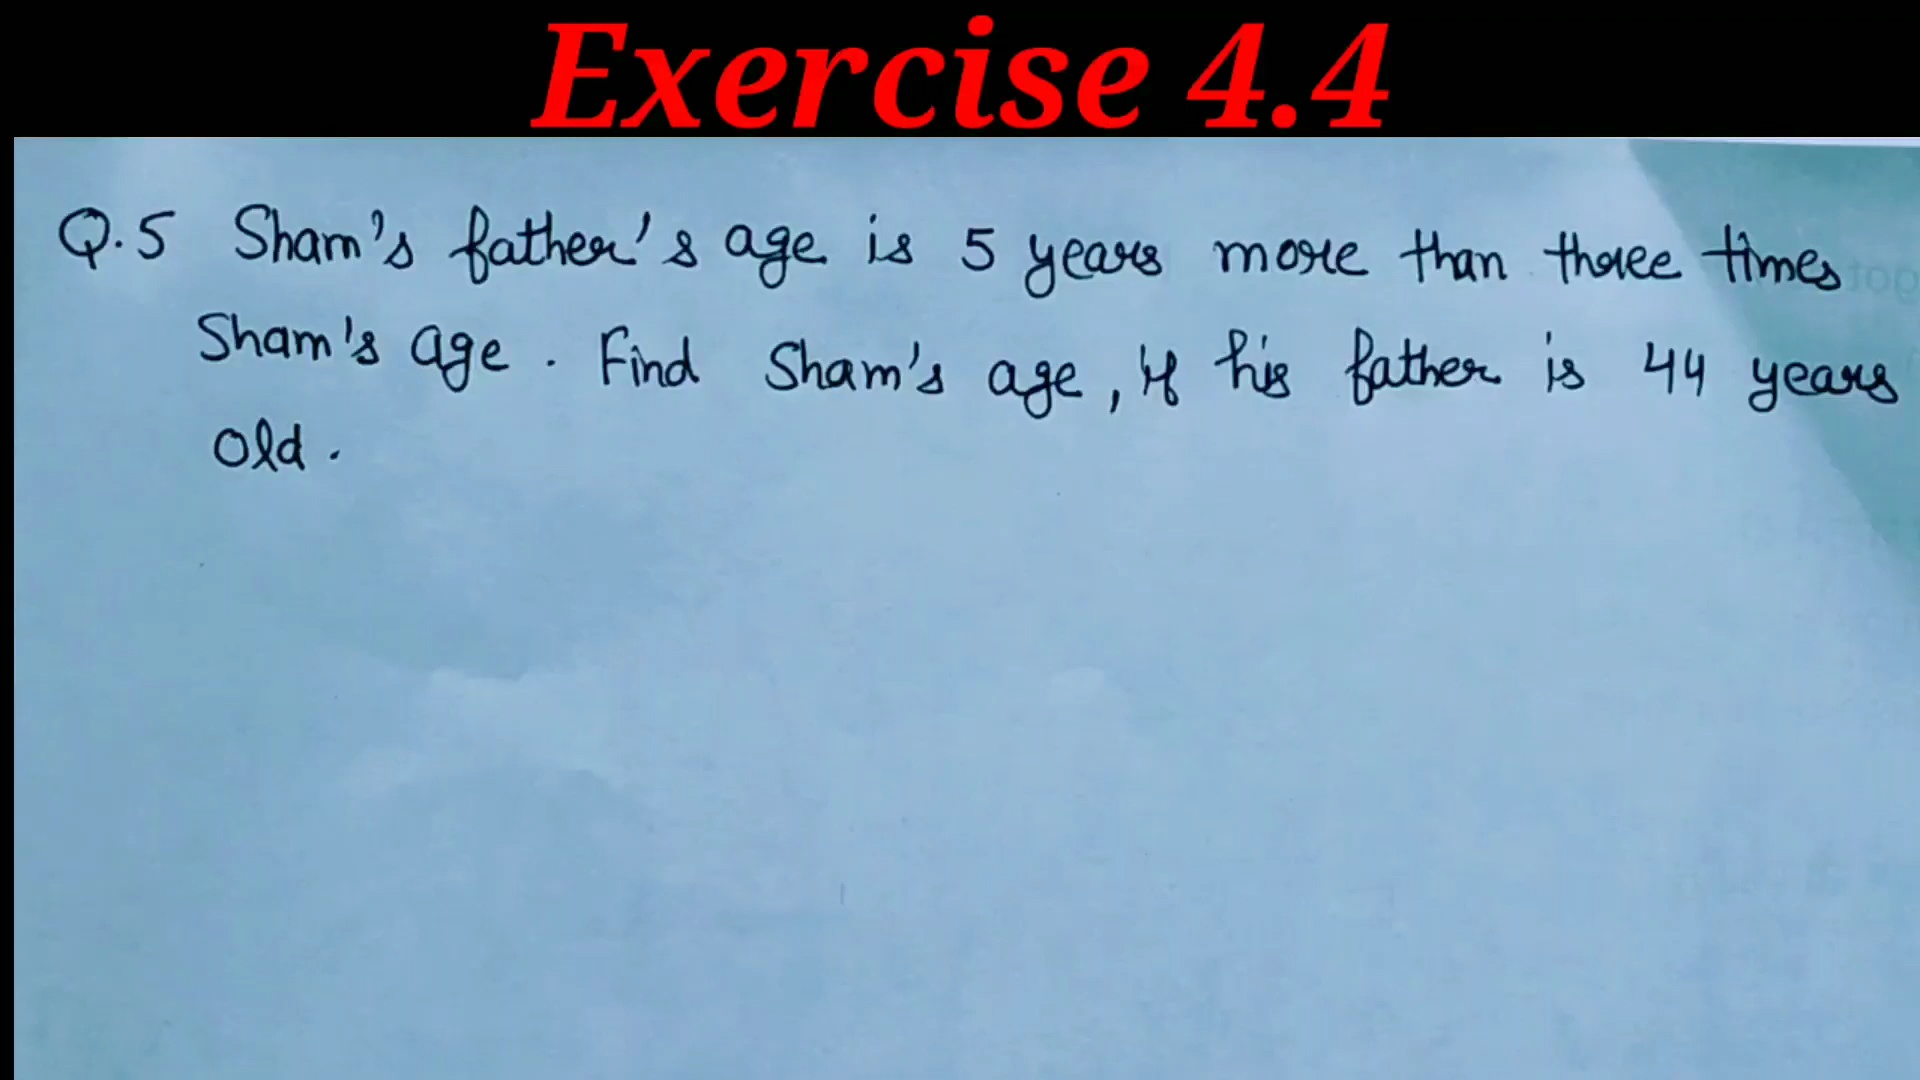 Exercise 4.4
Q.5 Sham's father's age is 5 years more than three times
Sham's age. Find Sham's age, if his father is 44 years
old.